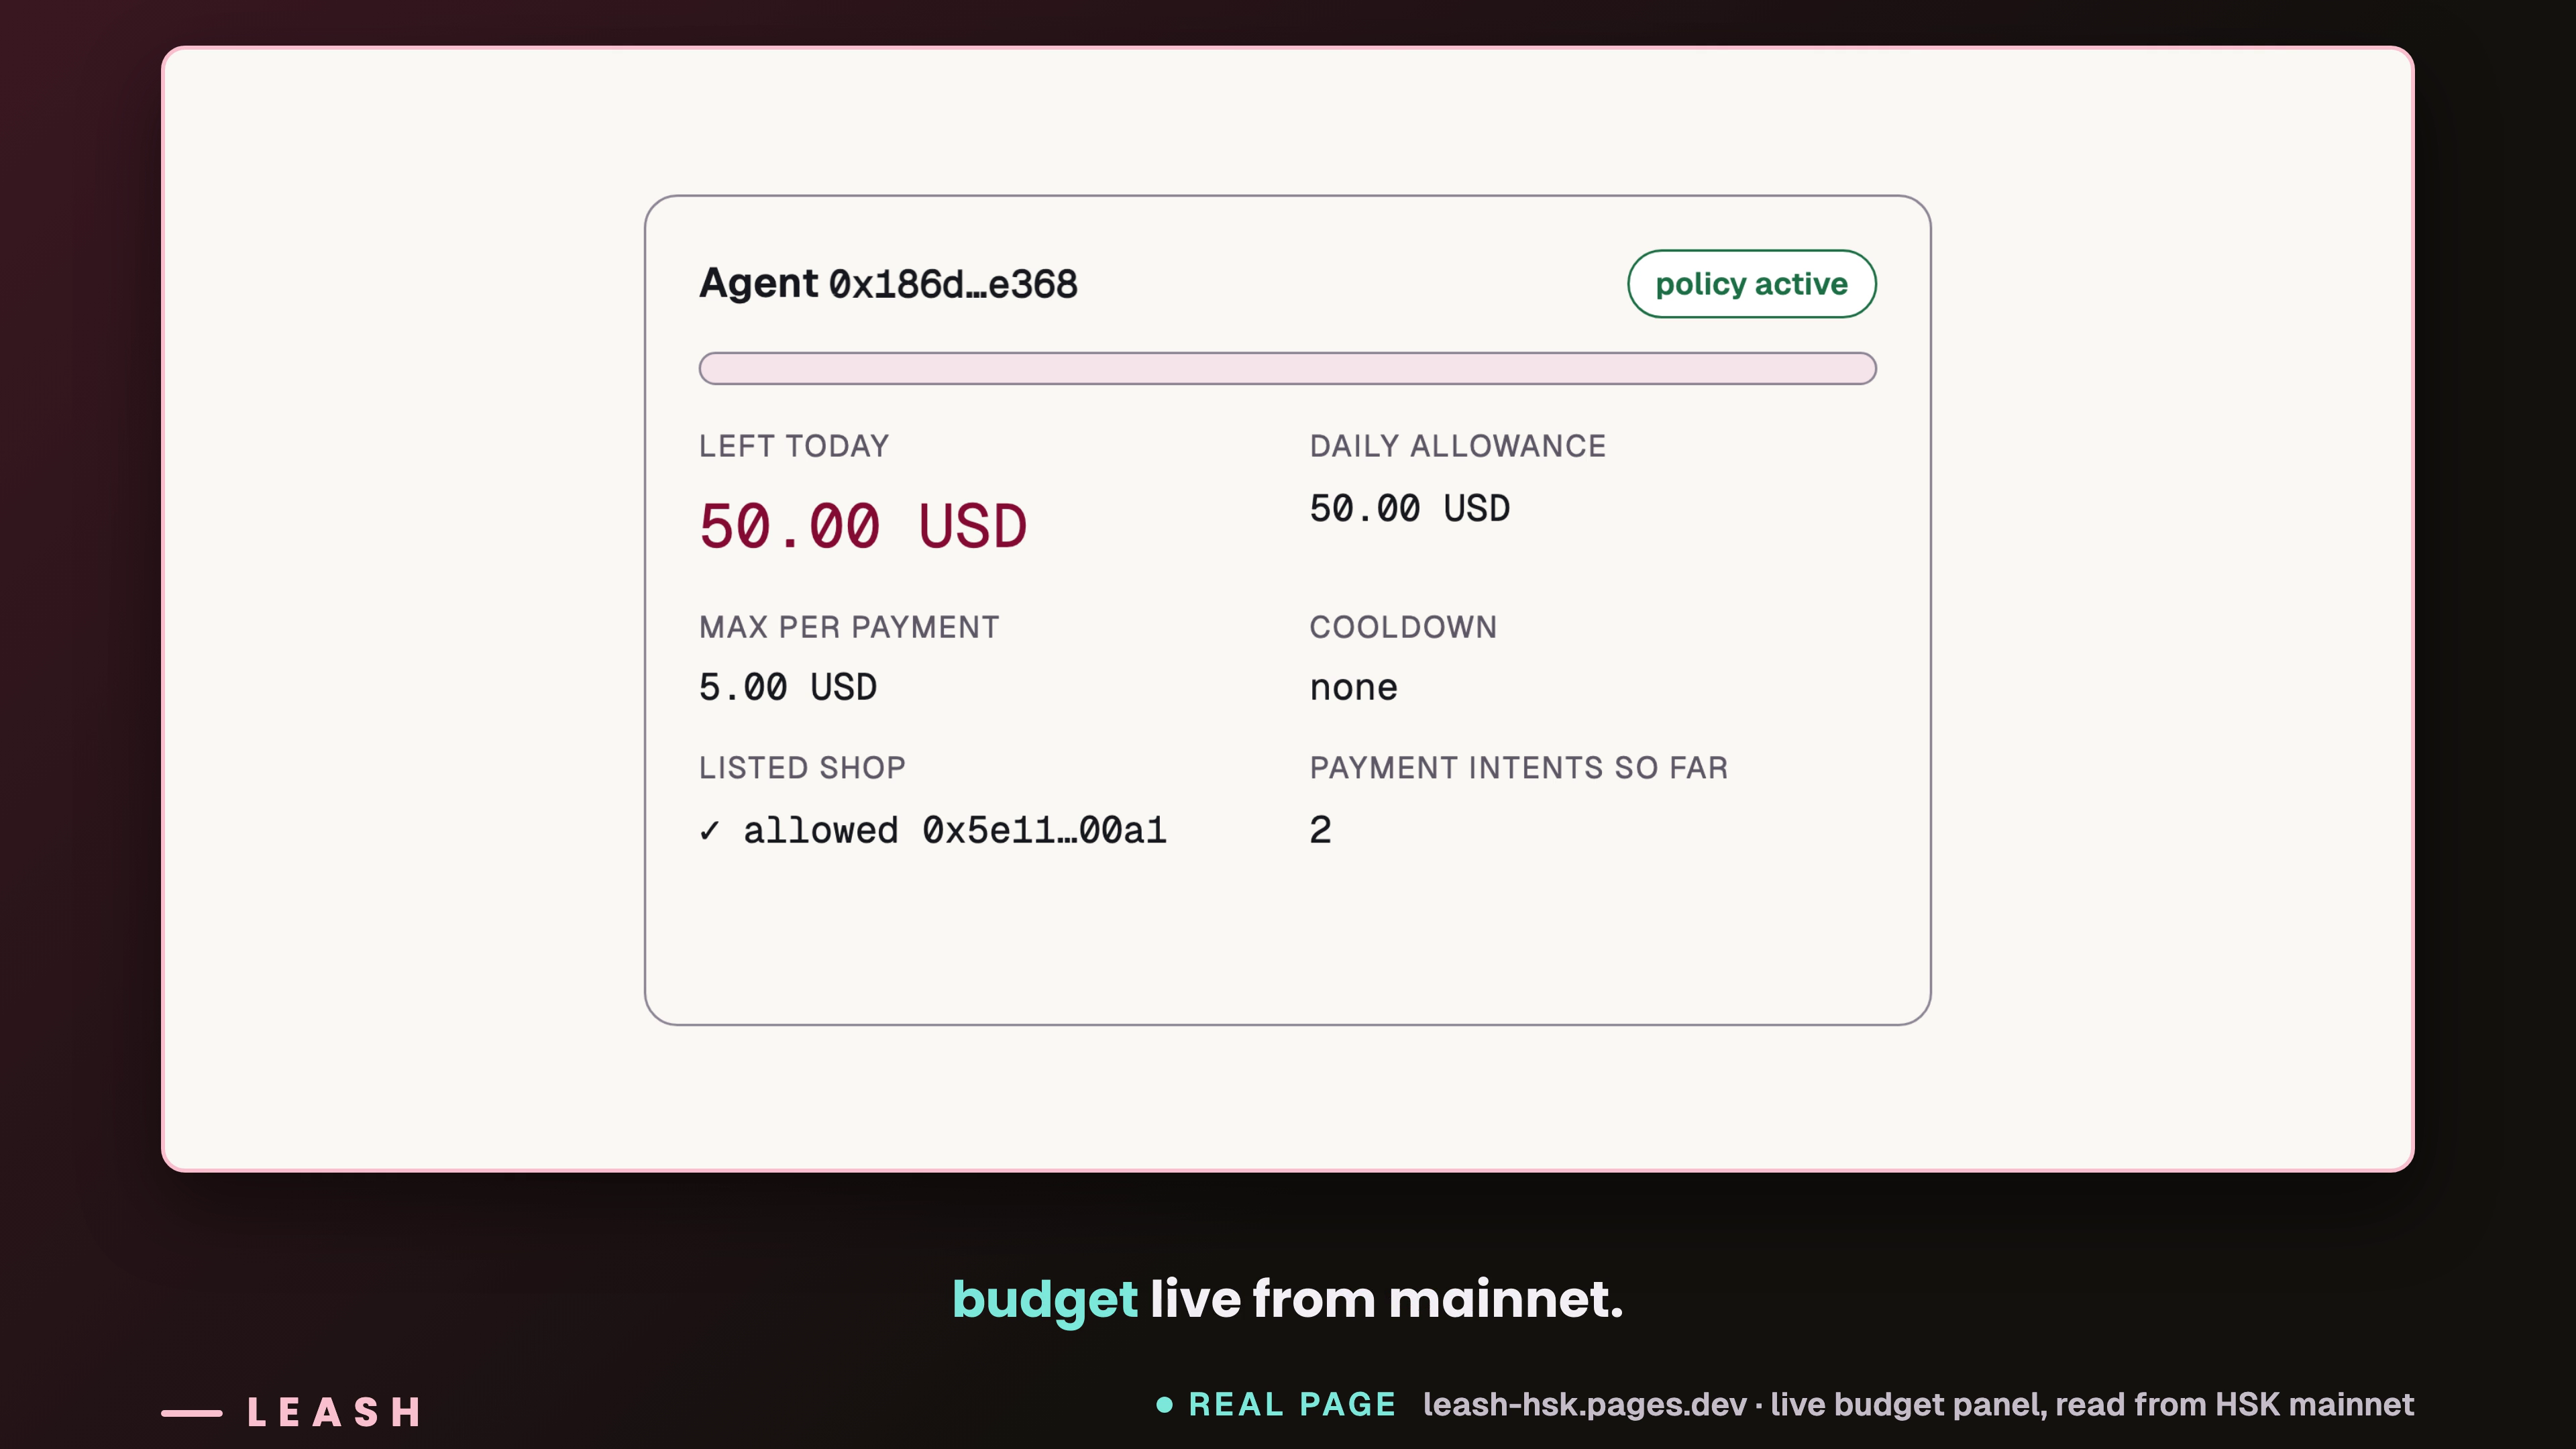 Agent 0x186d…e368
policy active
LEFT TODAY
50.00 USD
DAILY ALLOWANCE
50.00 USD
MAX PER PAYMENT
5.00 USD
COOLDOWN
none
LISTED SHOP
✓ allowed 0x5e11…00a1
PAYMENT INTENTS SO FAR
2
budget live from mainnet.
LEASH
REAL PAGE leash-hsk.pages.dev · live budget panel, read from HSK mainnet